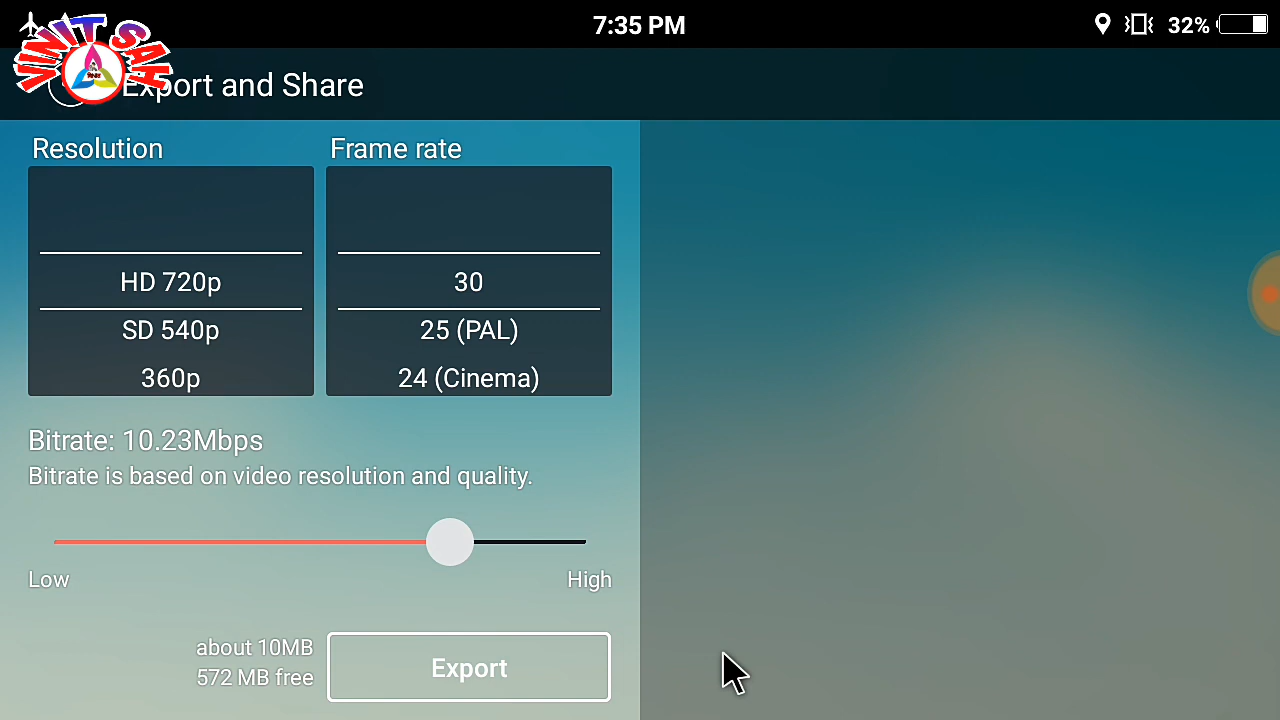 7:35 PM
32%
VINIT SAH
Export and Share
Resolution
Frame rate
HD 720p
SD 540p
360p
30
25 (PAL)
24 (Cinema)
Bitrate: 10.23Mbps
Bitrate is based on video resolution and quality.
Low
High
about 10MB
572 MB free
Export